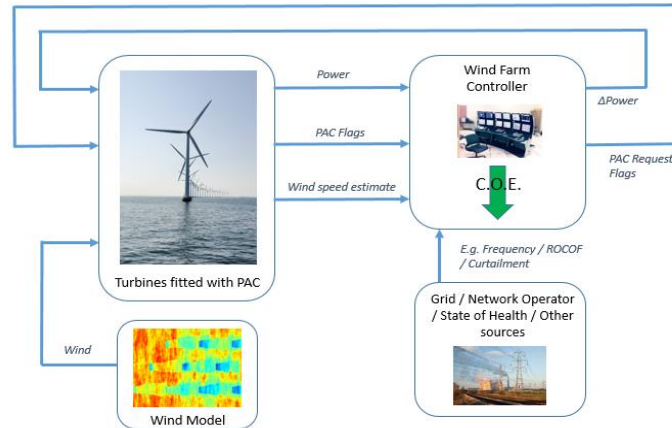 Power
PAC Flags
Wind speed estimate
Wind Farm
Controller
C.O.E.
ΔPower
PAC Request
Flags
Turbines fitted with PAC
E.g. Frequency / ROCOF
/ Curtailment
Grid / Network Operator
/ State of Health / Other
sources
Wind
Wind Model